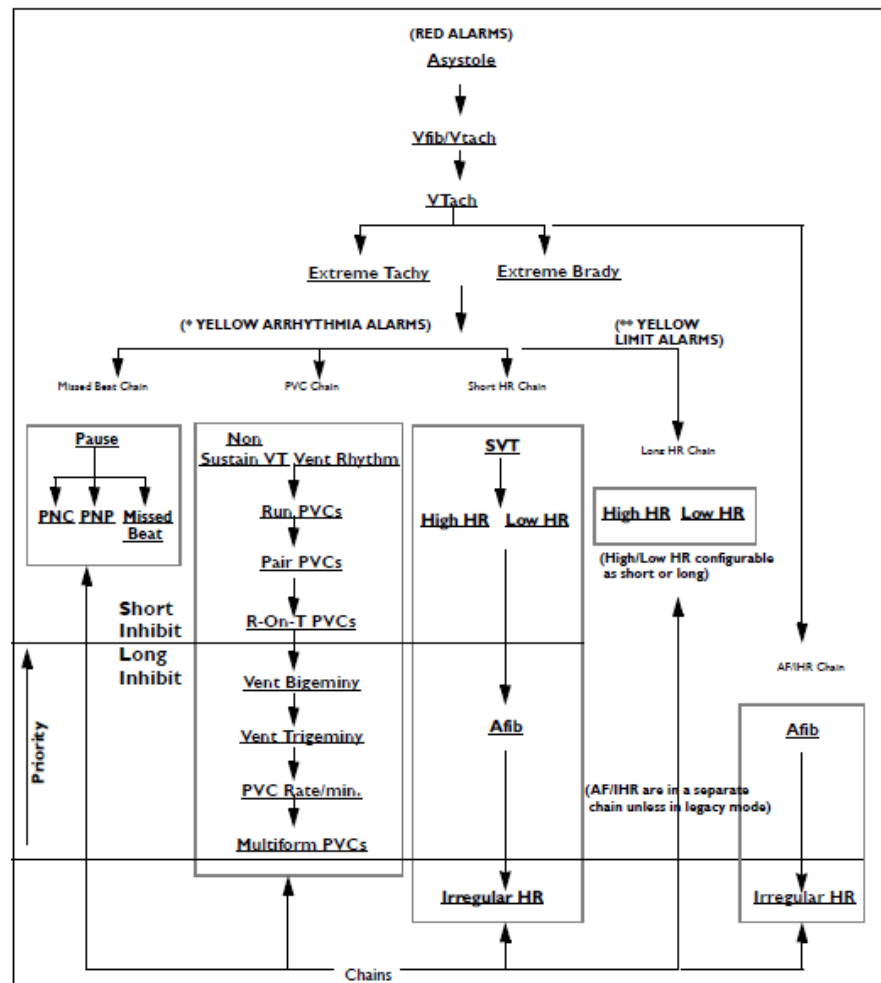 (RED ALARMS)
Asystole
Vfib/Vtach
VTach
Extreme Tachy
Extreme Brady
(* YELLOW ARRHYTHMIA ALARMS)
(** YELLOW
LIMIT ALARMS)
Missed Beat Chain
PVC Chain
Short HR Chain
Long HR Chain
Pause
PNC PNP Missed
Beat
Non
Sustain VT Vent Rhythm
Run PVCs
Pair PVCs
R-On-T PVCs
Vent Bigeminy
Vent Trigeminy
PVC Rate/min.
Multiform PVCs
SVT
High HR Low HR
Afib
Irregular HR
High HR Low HR
(High/Low HR configurable
as short or long)
Short
Inhibit
Long
Inhibit
Priority
AF/IHR Chain
Afib
Irregular HR
(AF/IHR are in a separate
chain unless in legacy mode)
Chains